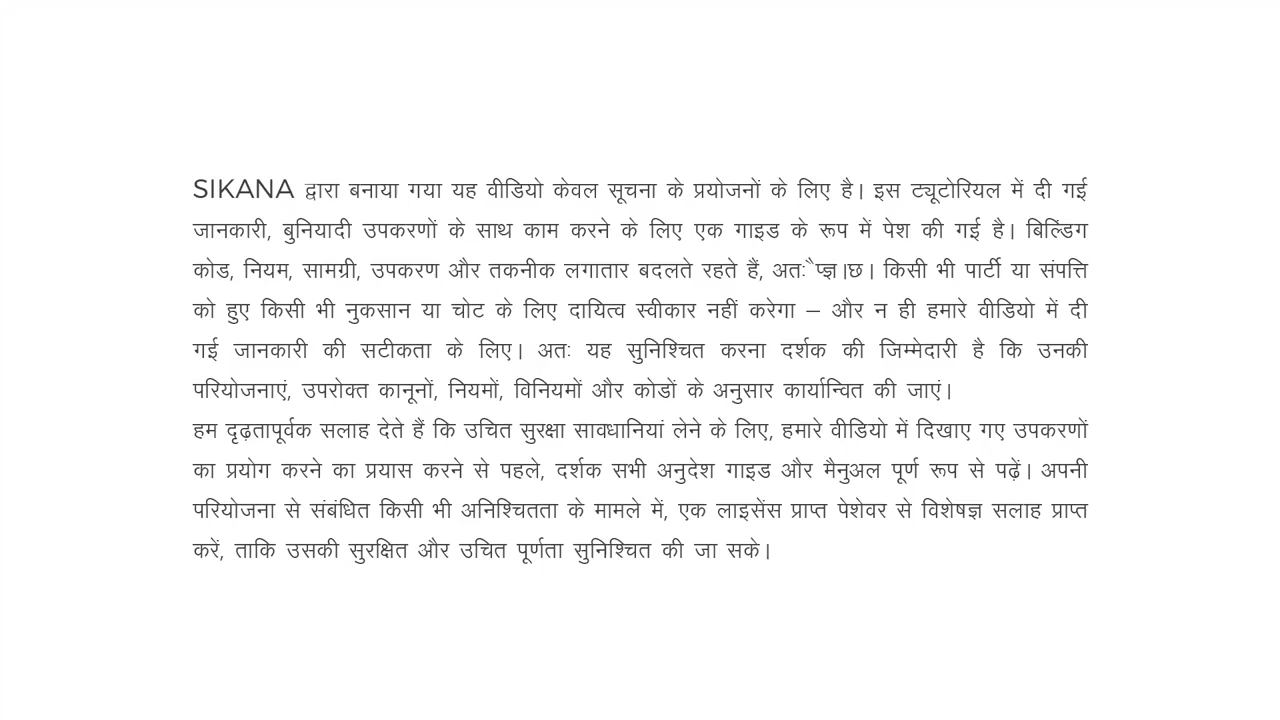 SIKANA द्वारा बनाया गया यह वीडियो केवल सूचना के प्रयोजनों के लिए है। इस ट्यूटोरियल में दी गई
जानकारी, बुनियादी उपकरणों के साथ काम करने के लिए एक गाइड के रूप में पेश की गई है। बिल्डिंग
कोड, नियम, सामग्री, उपकरण और तकनीक लगातार बदलते रहते हैं, अतः ैप्ज्ञ।छ। किसी भी पार्टी या संपत्ति
को हुए किसी भी नुकसान या चोट के लिए दायित्व स्वीकार नहीं करेगा – और न ही हमारे वीडियो में दी
गई जानकारी की सटीकता के लिए। अतः यह सुनिश्चित करना दर्शक की जिम्मेदारी है कि उनकी
परियोजनाएं, उपरोक्त कानूनों, नियमों, विनियमों और कोडों के अनुसार कार्यान्वित की जाएं।
हम दृढ़तापूर्वक सलाह देते हैं कि उचित सुरक्षा सावधानियां लेने के लिए, हमारे वीडियो में दिखाए गए उपकरणों
का प्रयोग करने का प्रयास करने से पहले, दर्शक सभी अनुदेश गाइड और मैनुअल पूर्ण रूप से पढ़ें। अपनी
परियोजना से संबंधित किसी भी अनिश्चितता के मामले में, एक लाइसेंस प्राप्त पेशेवर से विशेषज्ञ सलाह प्राप्त
करें, ताकि उसकी सुरक्षित और उचित पूर्णता सुनिश्चित की जा सके।